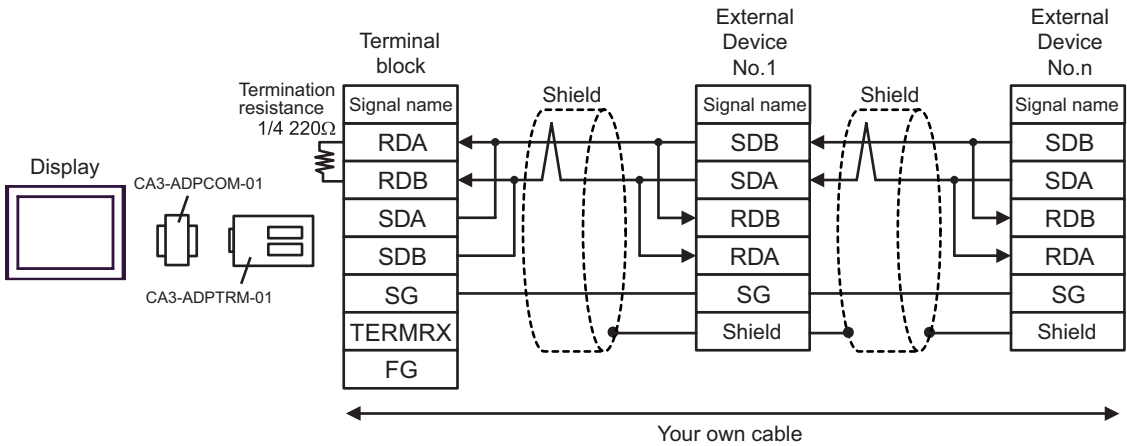 Display
CA3-ADPCOM-01
CA3-ADPTRM-01
Termination
resistance
1/4 220Ω
Terminal
block
Signal name
RDA
RDB
SDA
SDB
SG
TERMRX
FG
Shield
External
Device
No.1
Signal name
SDB
SDA
RDB
RDA
SG
Shield
Shield
External
Device
No.n
Signal name
SDB
SDA
RDB
RDA
SG
Shield
Your own cable